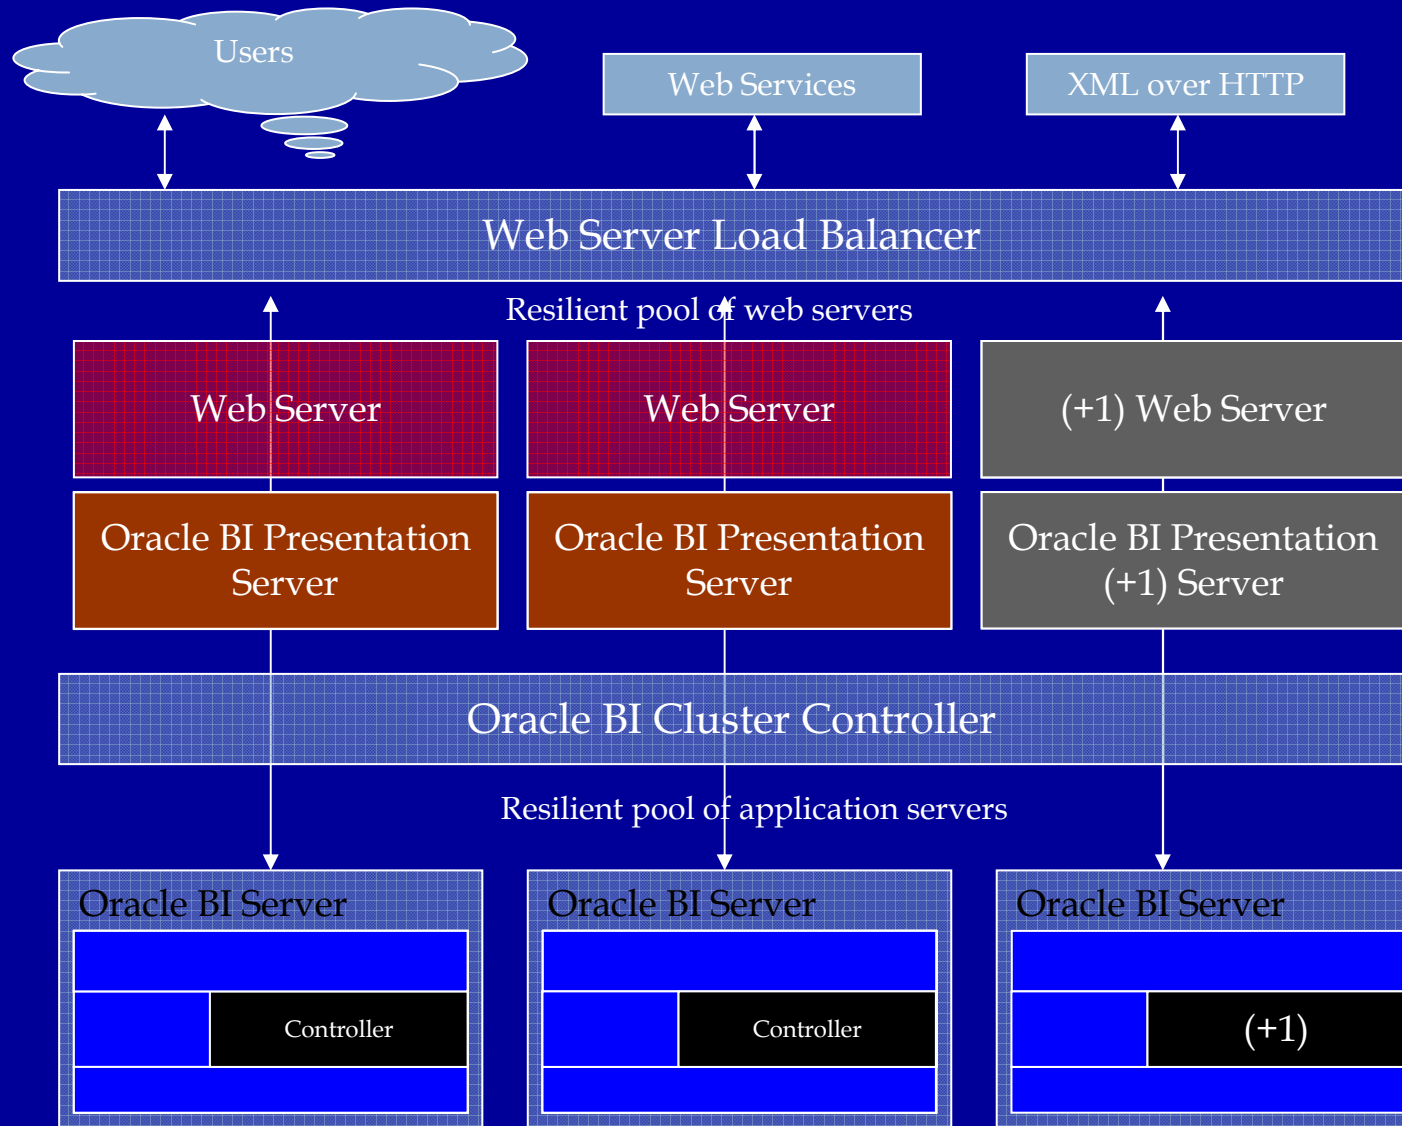 Users
Web Services
XML over HTTP
Web Server Load Balancer
Resilient pool of web servers
Web Server
Web Server
(+1) Web Server
Oracle BI Presentation
Server
Oracle BI Presentation
Server
Oracle BI Presentation
(+1) Server
Oracle BI Cluster Controller
Resilient pool of application servers
Oracle BI Server
Oracle BI Server
Oracle BI Server
Controller
Controller
(+1)